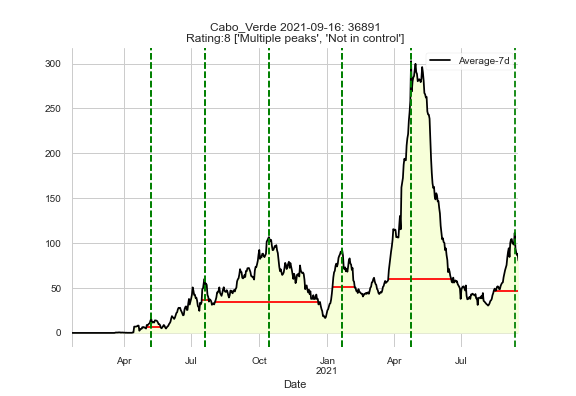 Cabo_Verde 2021-09-16: 36891
Rating:8 ['Multiple peaks', 'Not in control']
Average-7d
300
250
200
150
100
50
0
Apr Jul Oct Jan Apr Jul
2021
Date